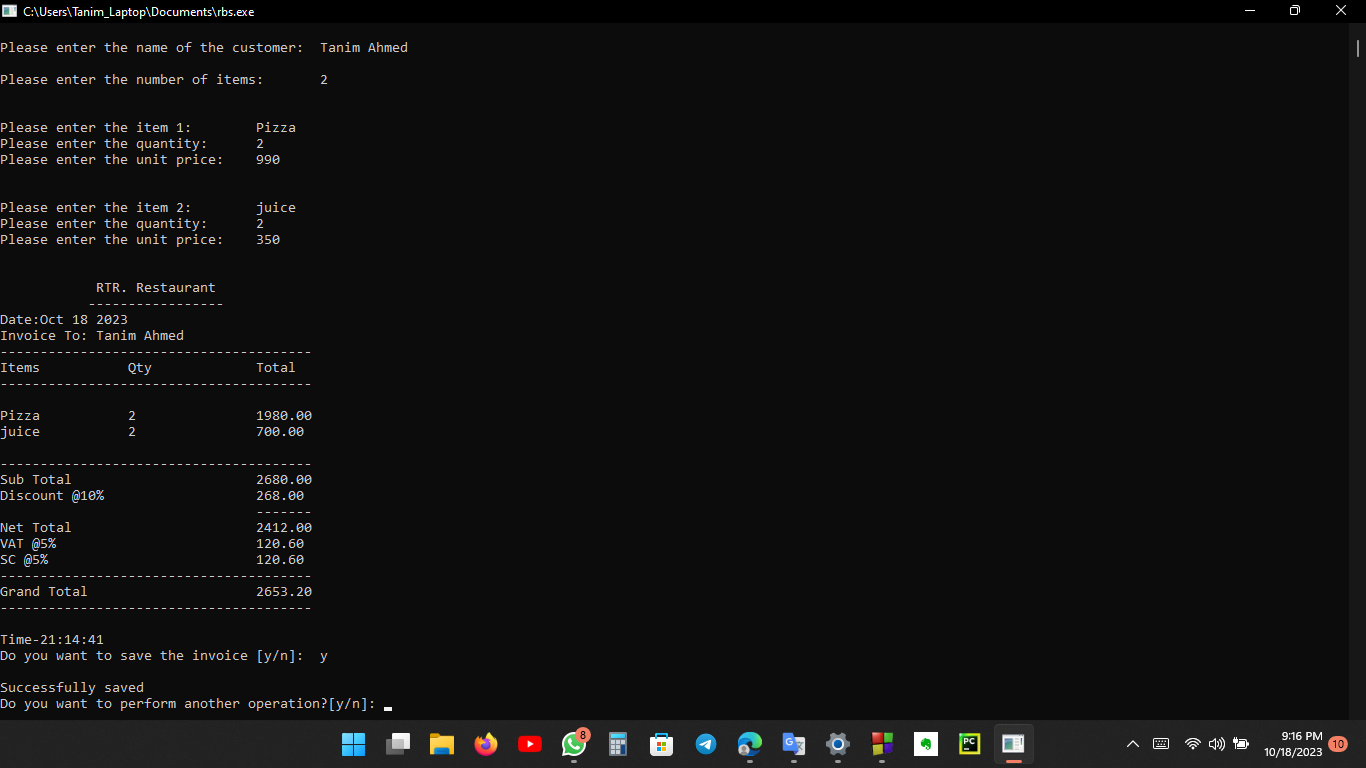 C:\Users\Tanim_Laptop\Documents\rbs.exe
Please enter the name of the customer:  Tanim Ahmed
Please enter the number of items:       2
Please enter the item 1:        Pizza
Please enter the quantity:      2
Please enter the unit price:    990
Please enter the item 2:        juice
Please enter the quantity:      2
Please enter the unit price:    350
RTR. Restaurant
-----------------
Date:Oct 18 2023
Invoice To: Tanim Ahmed
---------------------------------------
Items           Qty             Total
---------------------------------------
Pizza           2               1980.00
juice           2               700.00
---------------------------------------
Sub Total                       2680.00
Discount @10%                   268.00
-------
Net Total                       2412.00
VAT @5%                         120.60
SC @5%                          120.60
---------------------------------------
Grand Total                     2653.20
---------------------------------------
Time-21:14:41
Do you want to save the invoice [y/n]:  y
Successfully saved
Do you want to perform another operation?[y/n]:
8
PC
9:16 PM
10/18/2023
10